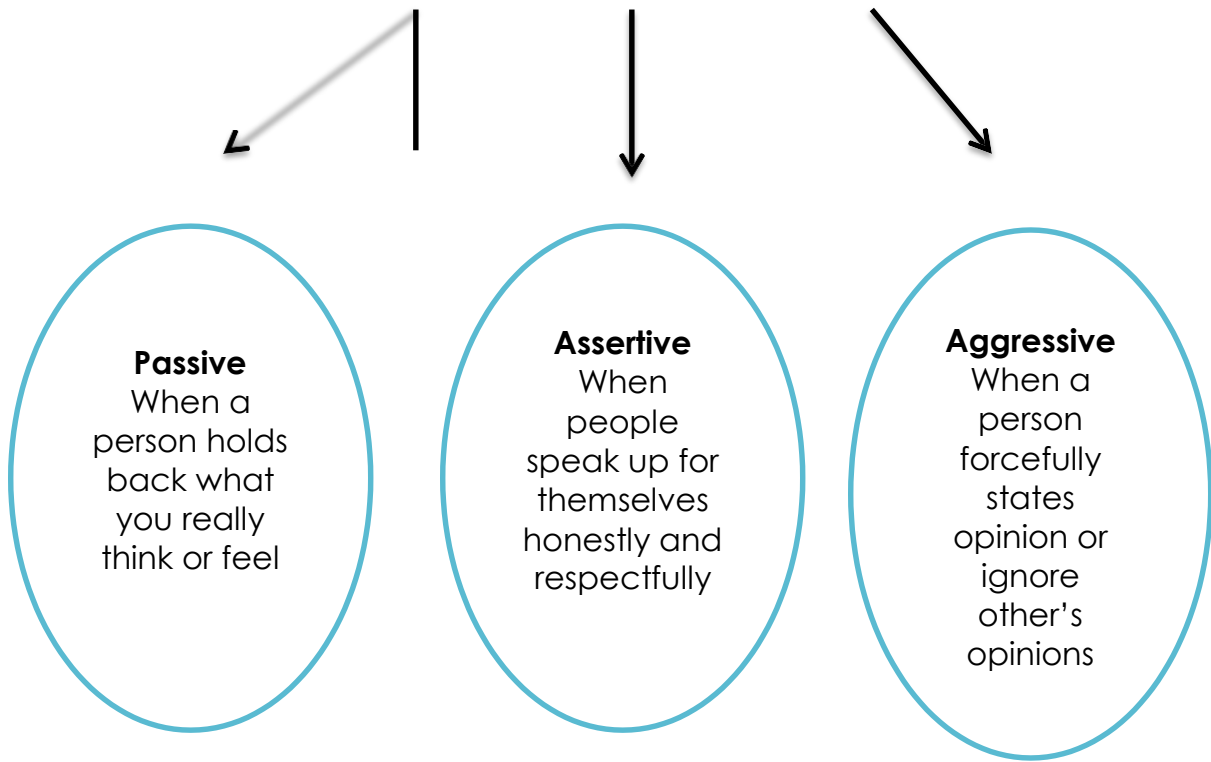 Passive
When a
person holds
back what
you really
think or feel
Assertive
When
people
speak up for
themselves
honestly and
respectfully
Aggressive
When a
person
forcefully
states
opinion or
ignore
other’s
opinions